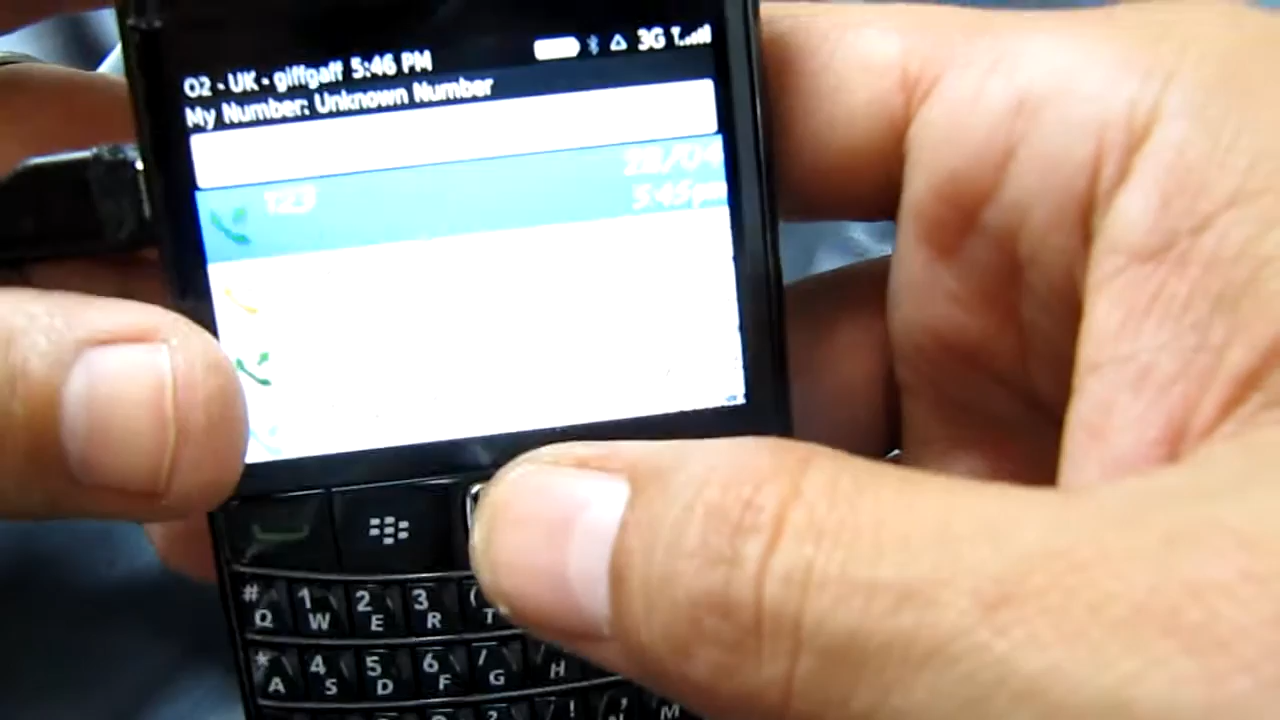 O2 - UK - giffgaff 5:46 PM 3G
My Number: Unknown Number
123 28/04
5:45pm
# Q 1 W 2 E 3 R ( T
* A 4 S 5 D 6 F / G H
? ! , N M